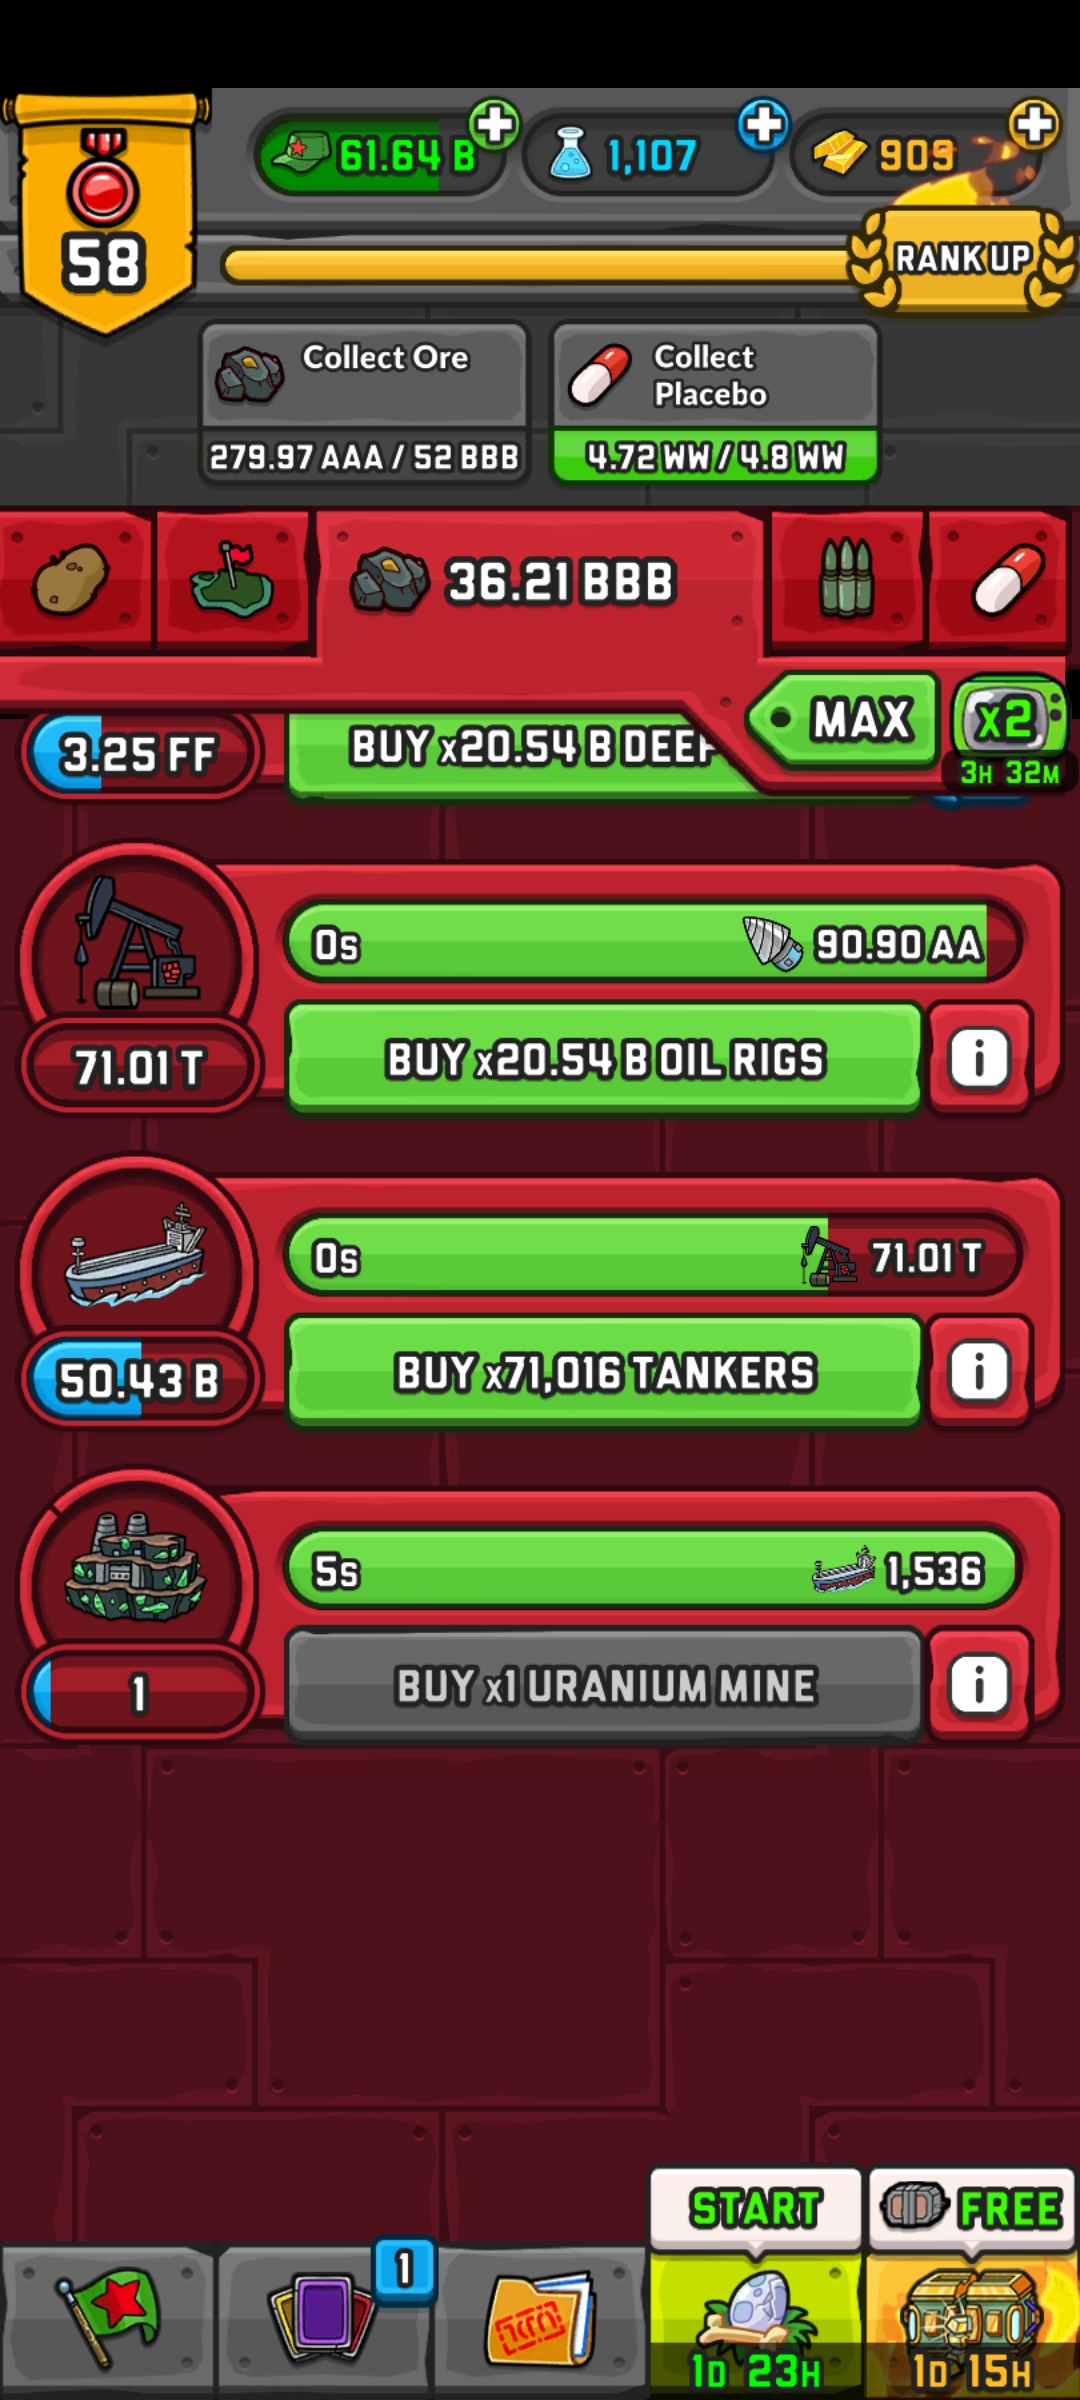 61.64 B
1,107
909
58
RANK UP
Collect Ore
279.97 AAA / 52 BBB
Collect
Placebo
4.72 WW / 4.8 WW
36.21 BBB
MAX
x2
3H 32M
3.25 FF
BUY x20.54 B DEEP
0s
90.90 AA
71.01 T
BUY x20.54 B OIL RIGS
i
0s
71.01 T
50.43 B
BUY x71,016 TANKERS
i
5s
1,536
1
BUY x1 URANIUM MINE
i
START
FREE
1
1D 23H
1D 15H